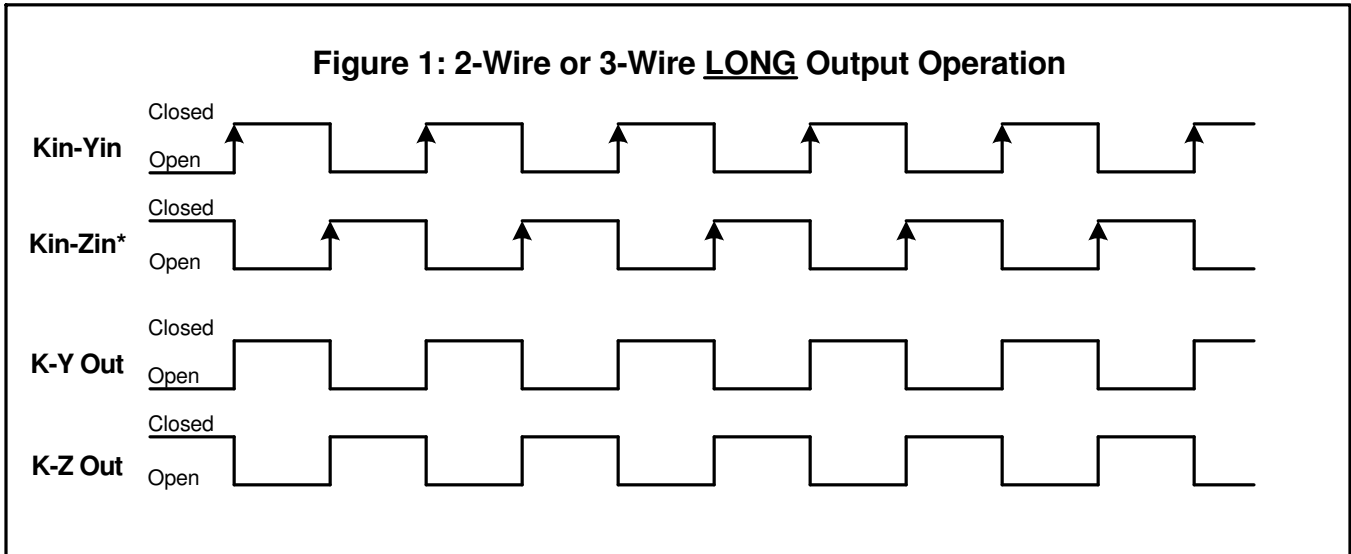 Figure 1: 2-Wire or 3-Wire LONG Output Operation
Closed
Kin-Yin
Open
Closed
Kin-Zin*
Open
Closed
K-Y Out
Open
Closed
K-Z Out
Open